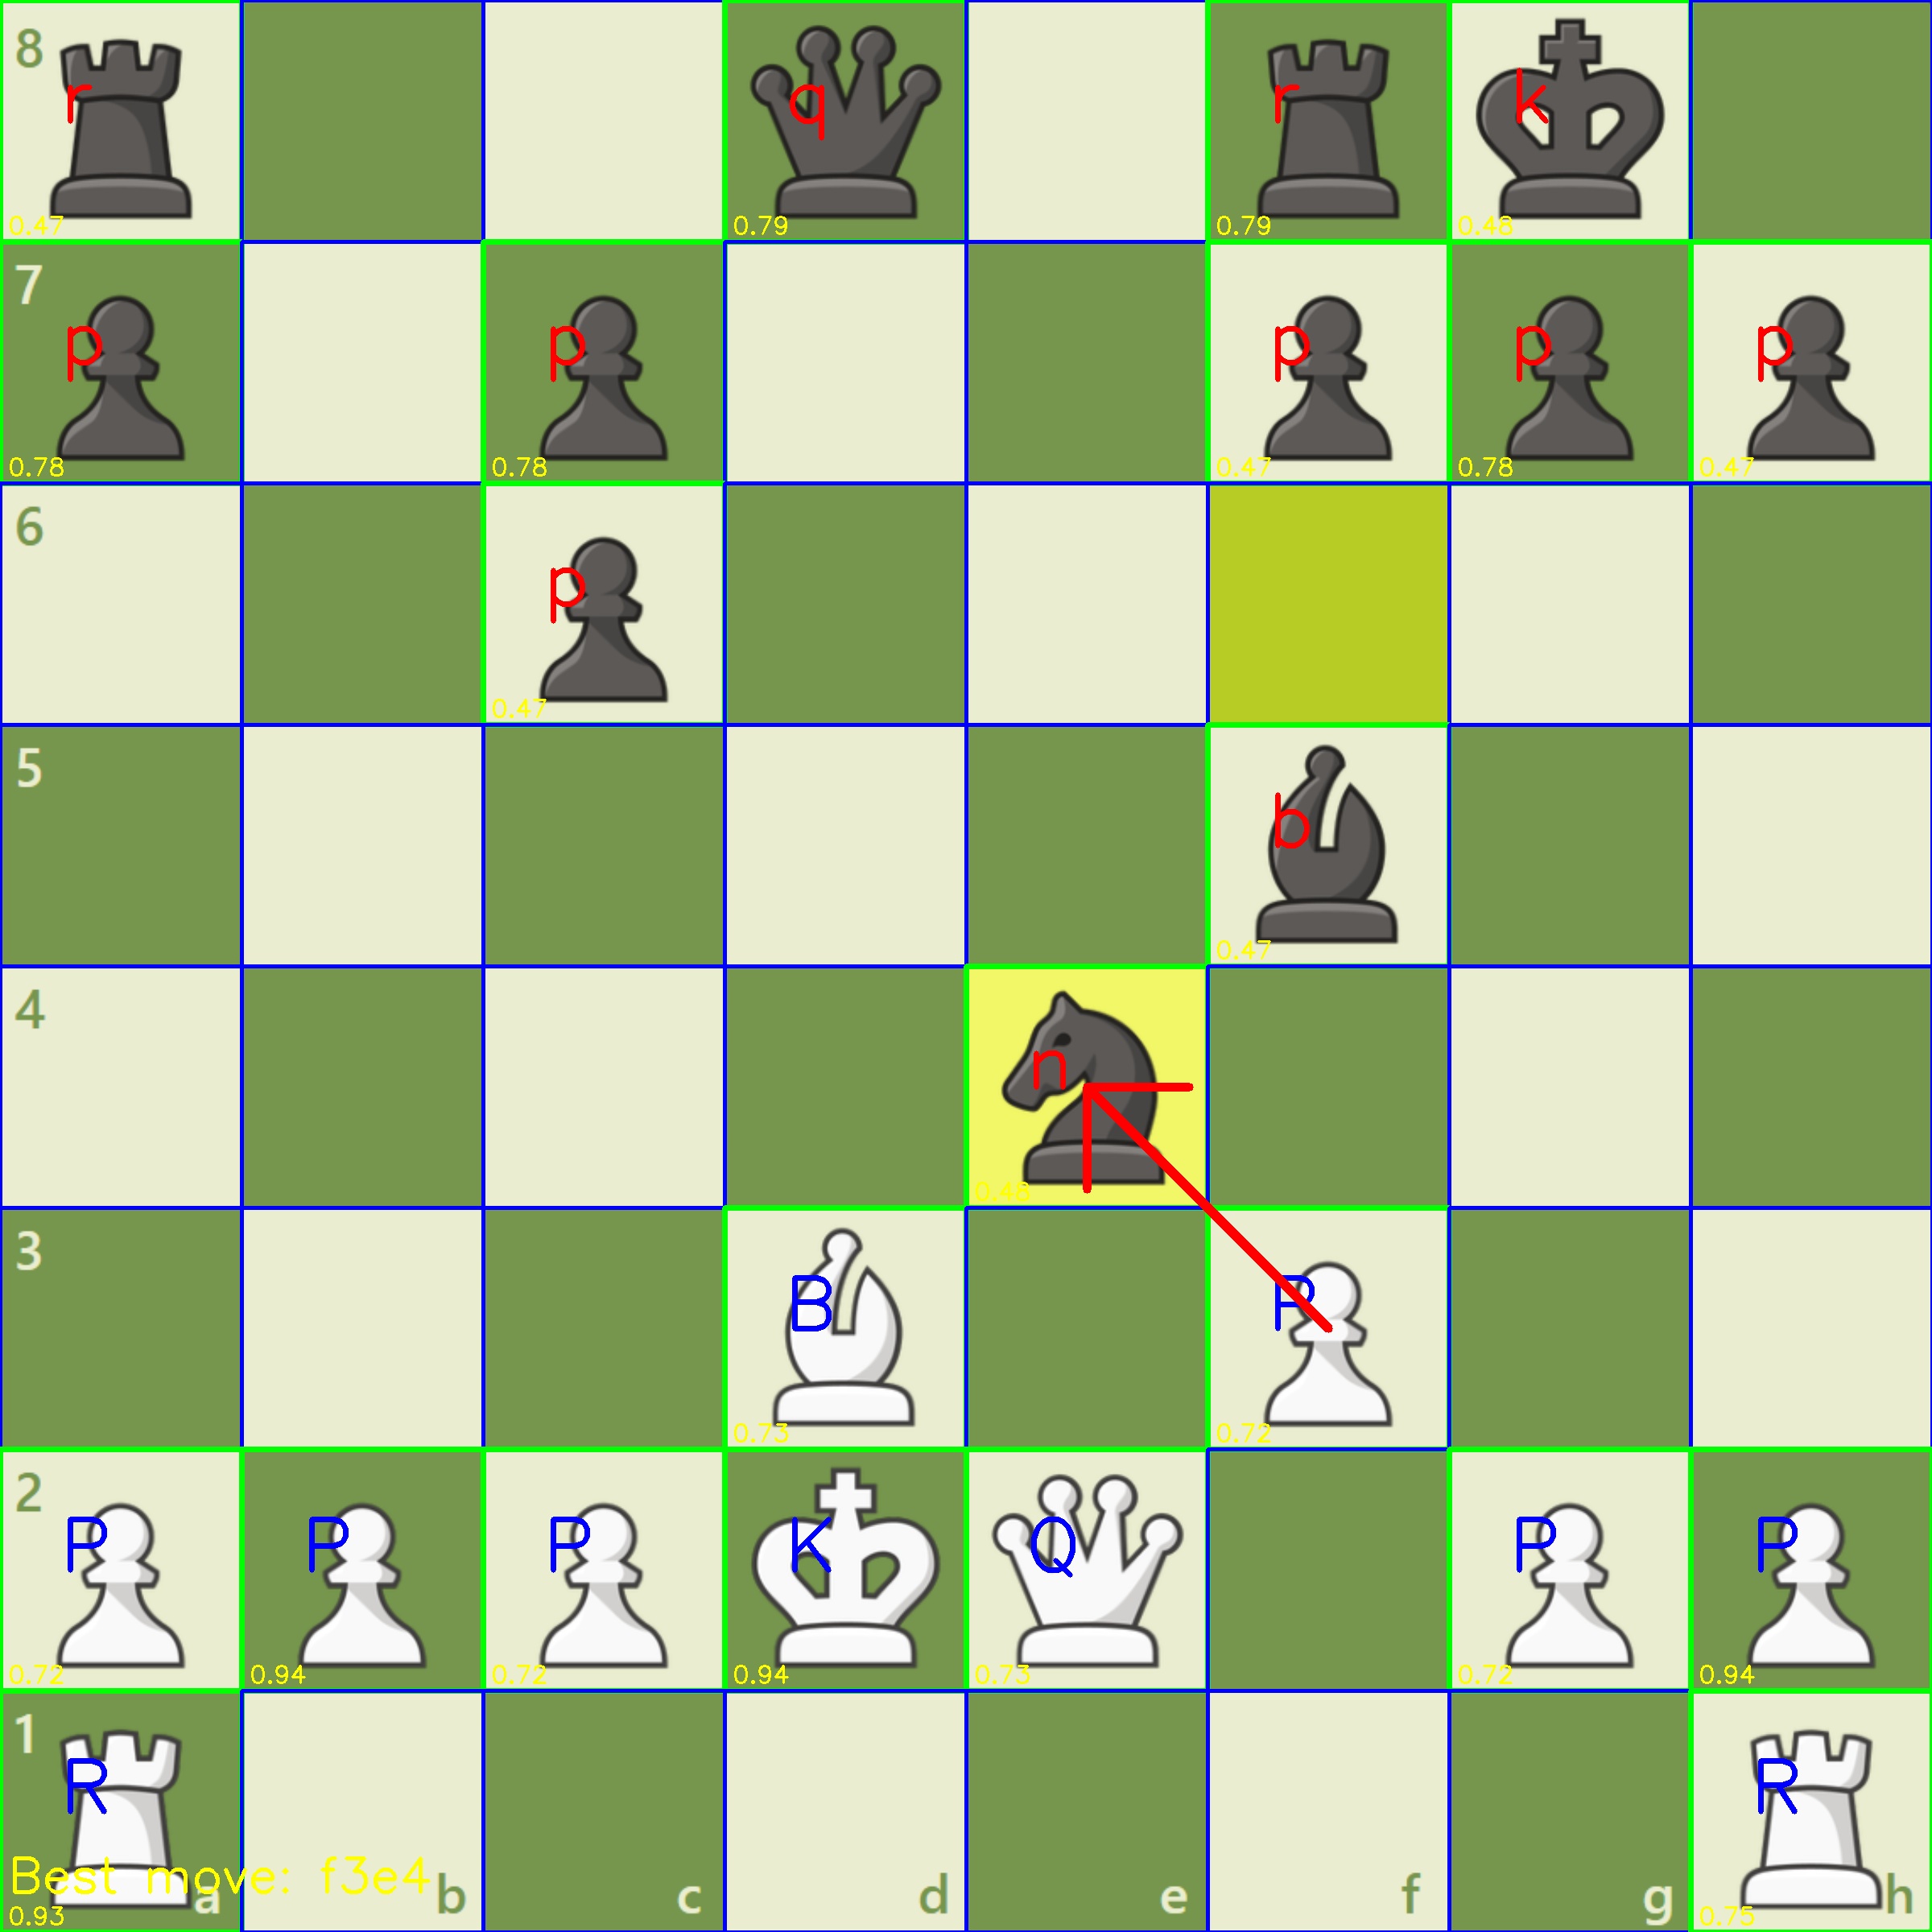 8 r q r k
0.47 0.79 0.79 0.48
7 p p p p p
0.78 0.78 0.47 0.78 0.47
6 p
0.47
5 b
0.47
4 n
0.48
3 B P
0.73 0.72
2 P P P K Q P P
0.72 0.94 0.72 0.94 0.73 0.72 0.94
1 R R
Best move: f3e4
a b c d e f g h
0.93 0.75